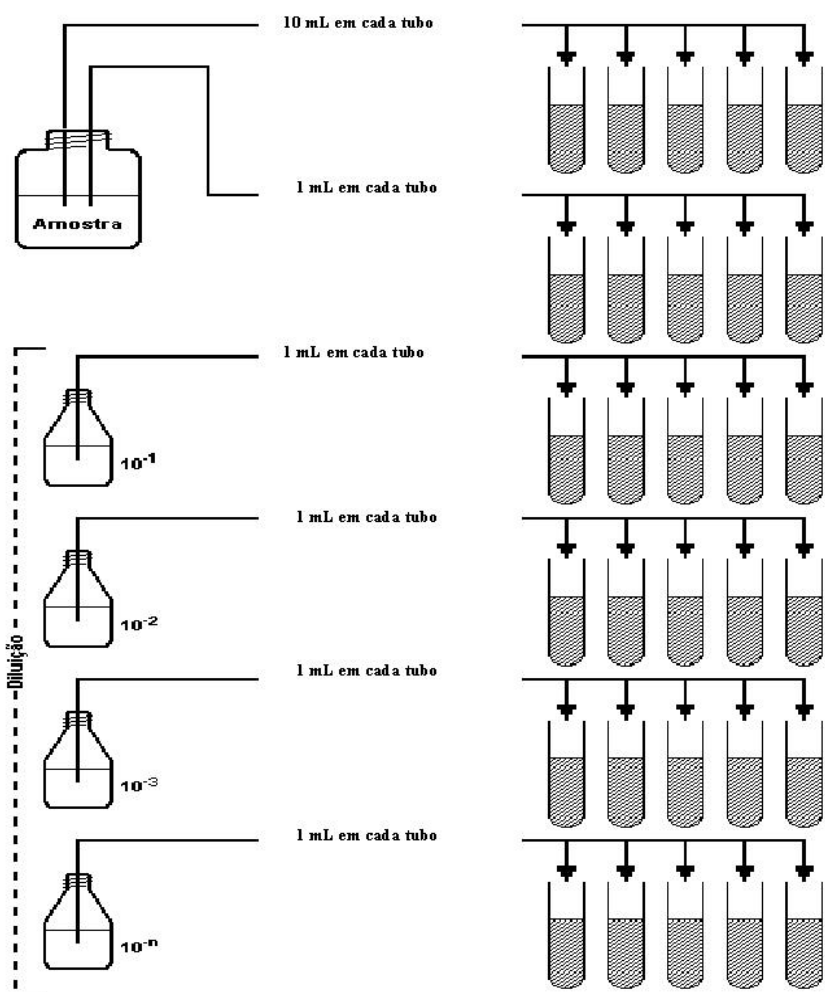 10 mL em cada tubo
1 mL em cada tubo
Amostra
1 mL em cada tubo
10-1
1 mL em cada tubo
10-2
Diluição
1 mL em cada tubo
10-3
1 mL em cada tubo
10-n